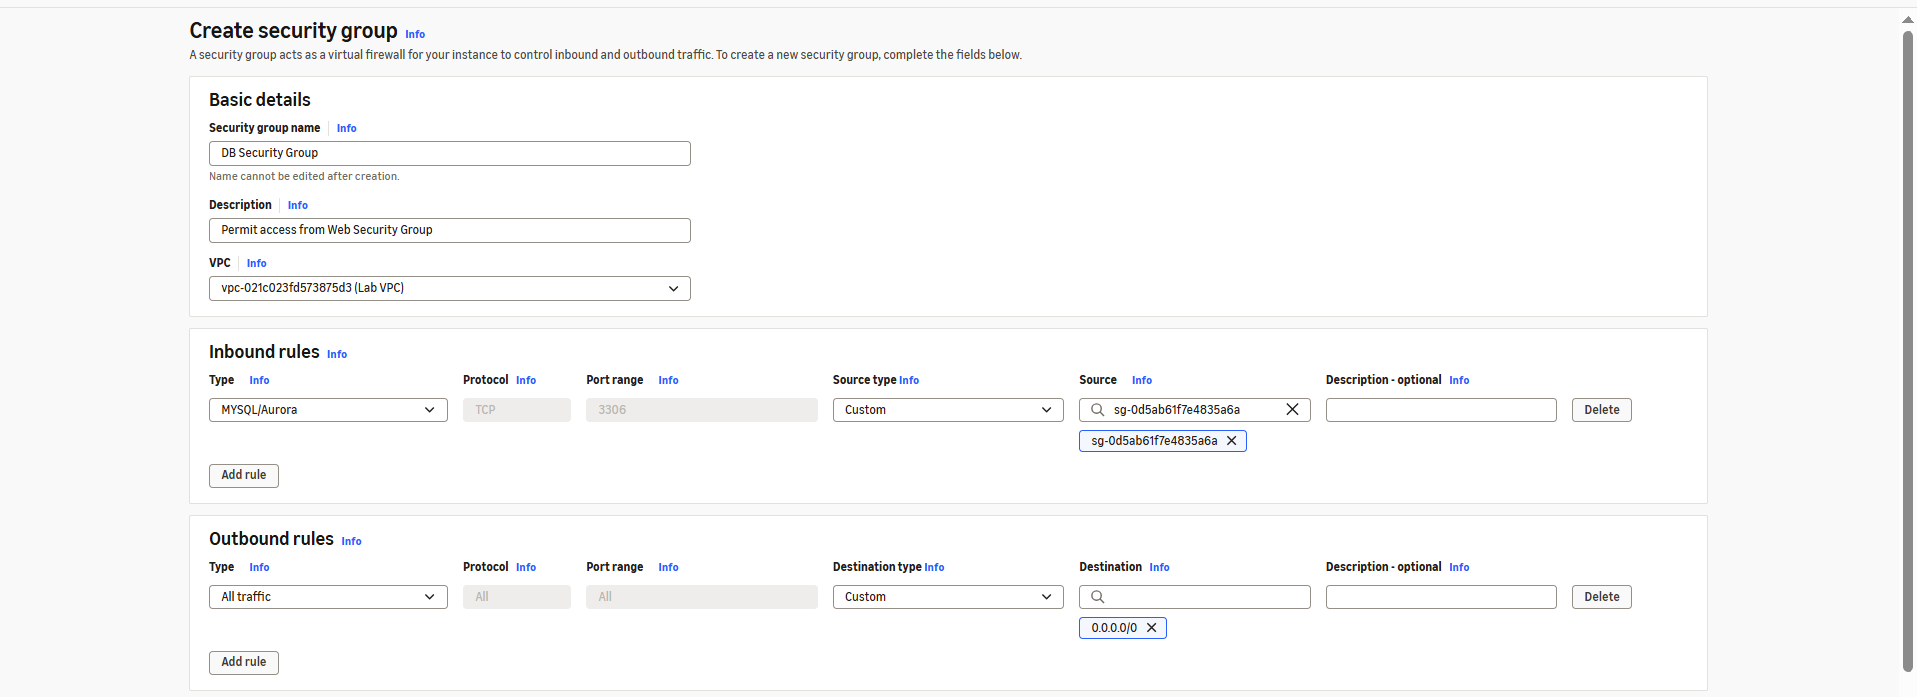 Create security group Info
A security group acts as a virtual firewall for your instance to control inbound and outbound traffic. To create a new security group, complete the fields below.
Basic details
Security group name Info
DB Security Group
Name cannot be edited after creation.
Description Info
Permit access from Web Security Group
VPC Info
vpc-021c023fd573875d3 (Lab VPC)
Inbound rules Info
Type Info Protocol Info Port range Info Source type Info Source Info Description - optional Info
MYSQL/Aurora TCP 3306 Custom sg-0d5ab61f7e4835a6a Delete
sg-0d5ab61f7e4835a6a
Add rule
Outbound rules Info
Type Info Protocol Info Port range Info Destination type Info Destination Info Description - optional Info
All traffic All All Custom Delete
0.0.0.0/0
Add rule